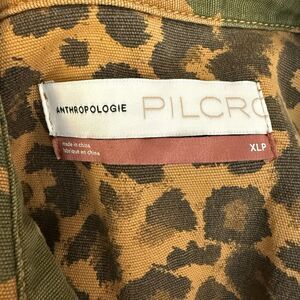 ANTHROPOLOGIE PILCRO
made in china
fabriqué en chine
XLP